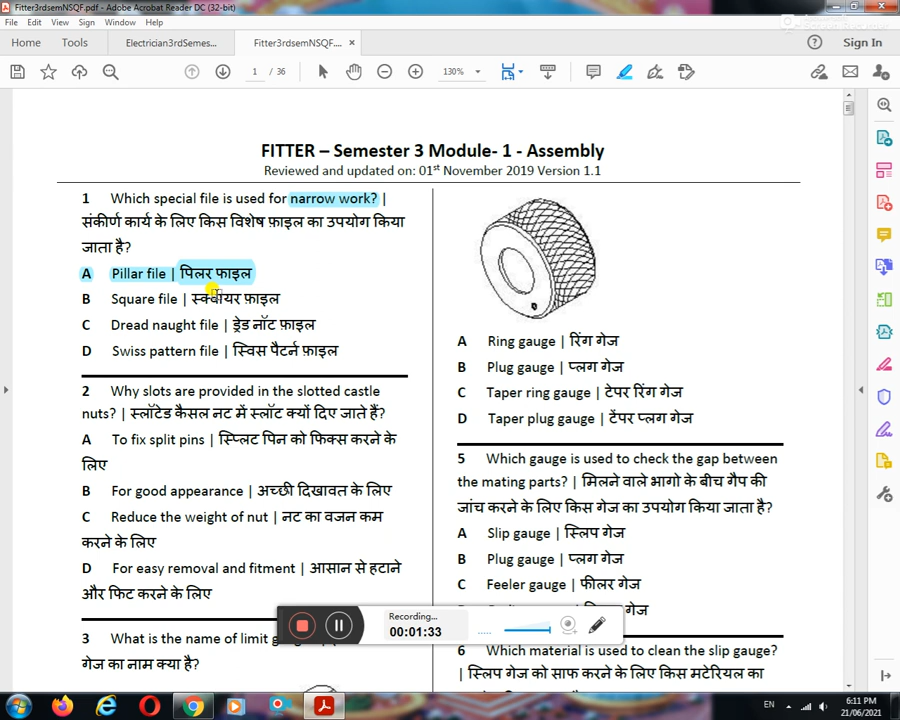 Fitter3rdsemNSQF.pdf - Adobe Acrobat Reader DC (32-bit)
File Edit View Sign Window Help
Home Tools Electrician3rdSemes... Fitter3rdsemNSQF.... × Sign In
1 / 36 130%
FITTER – Semester 3 Module- 1 - Assembly
Reviewed and updated on: 01st November 2019 Version 1.1
1 Which special file is used for narrow work? |
संकीर्ण कार्य के लिए किस विशेष फ़ाइल का उपयोग किया
जाता है?
A Pillar file | पिलर फाइल
B Square file | स्क्वायर फ़ाइल
C Dread naught file | ड्रेड नॉट फ़ाइल
D Swiss pattern file | स्विस पैटर्न फ़ाइल
2 Why slots are provided in the slotted castle
nuts? | स्लॉटेड कैसल नट में स्लॉट क्यों दिए जाते हैं?
A To fix split pins | स्प्लिट पिन को फिक्स करने के
लिए
B For good appearance | अच्छी दिखावत के लिए
C Reduce the weight of nut | नट का वजन कम
करने के लिए
D For easy removal and fitment | आसान से हटाने
और फिट करने के लिए
3 What is the name of limit
गेज का नाम क्या है?
A Ring gauge | रिंग गेज
B Plug gauge | प्लग गेज
C Taper ring gauge | टेपर रिंग गेज
D Taper plug gauge | टेंपर प्लग गेज
5 Which gauge is used to check the gap between
the mating parts? | मिलने वाले भागो के बीच गैप की
जांच करने के लिए किस गेज का उपयोग किया जाता है?
A Slip gauge | स्लिप गेज
B Plug gauge | प्लग गेज
C Feeler gauge | फीलर गेज
गेज
6 Which material is used to clean the slip gauge?
| स्लिप गेज को साफ करने के लिए किस मटेरियल का
Recording...
00:01:33
EN 6:11 PM
21/06/2021